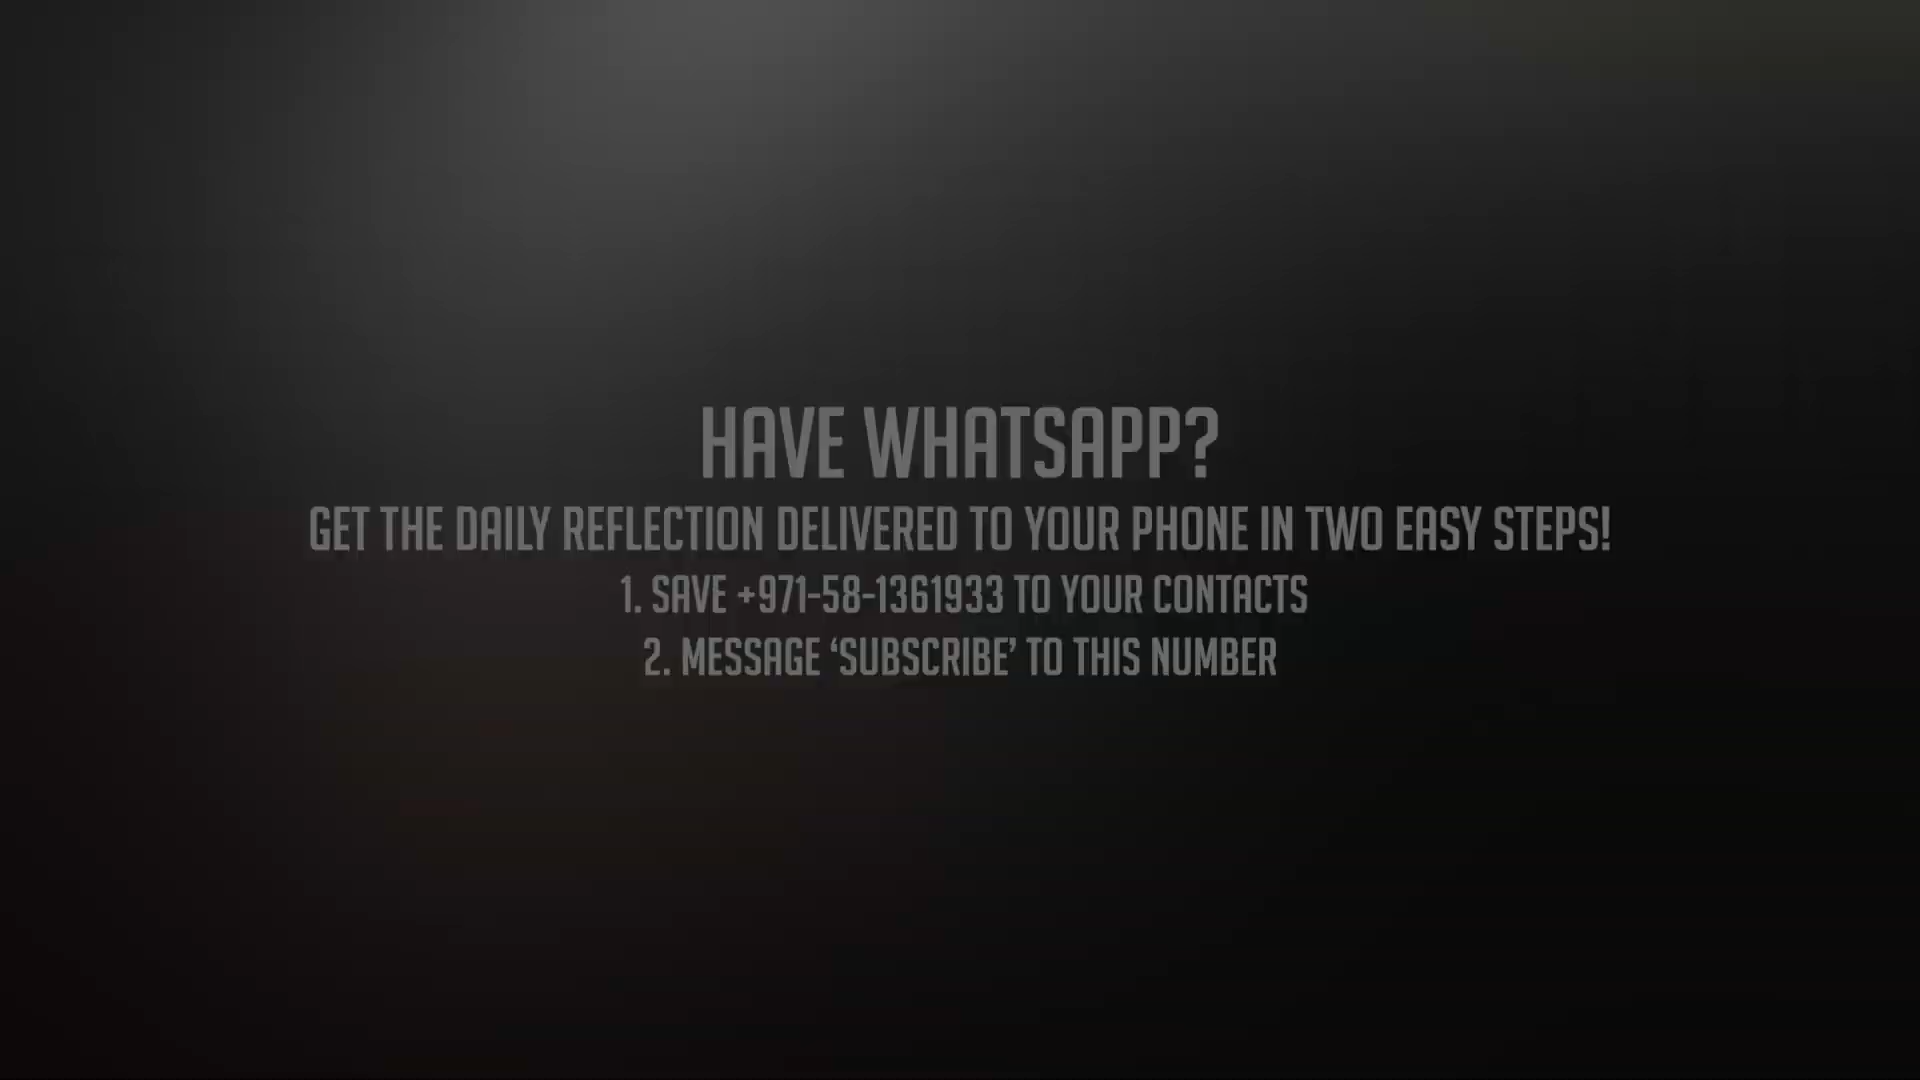 HAVE WHATSAPP?
GET THE DAILY REFLECTION DELIVERED TO YOUR PHONE IN TWO EASY STEPS!
1. SAVE +971-58-1361933 TO YOUR CONTACTS
2. MESSAGE ‘SUBSCRIBE’ TO THIS NUMBER